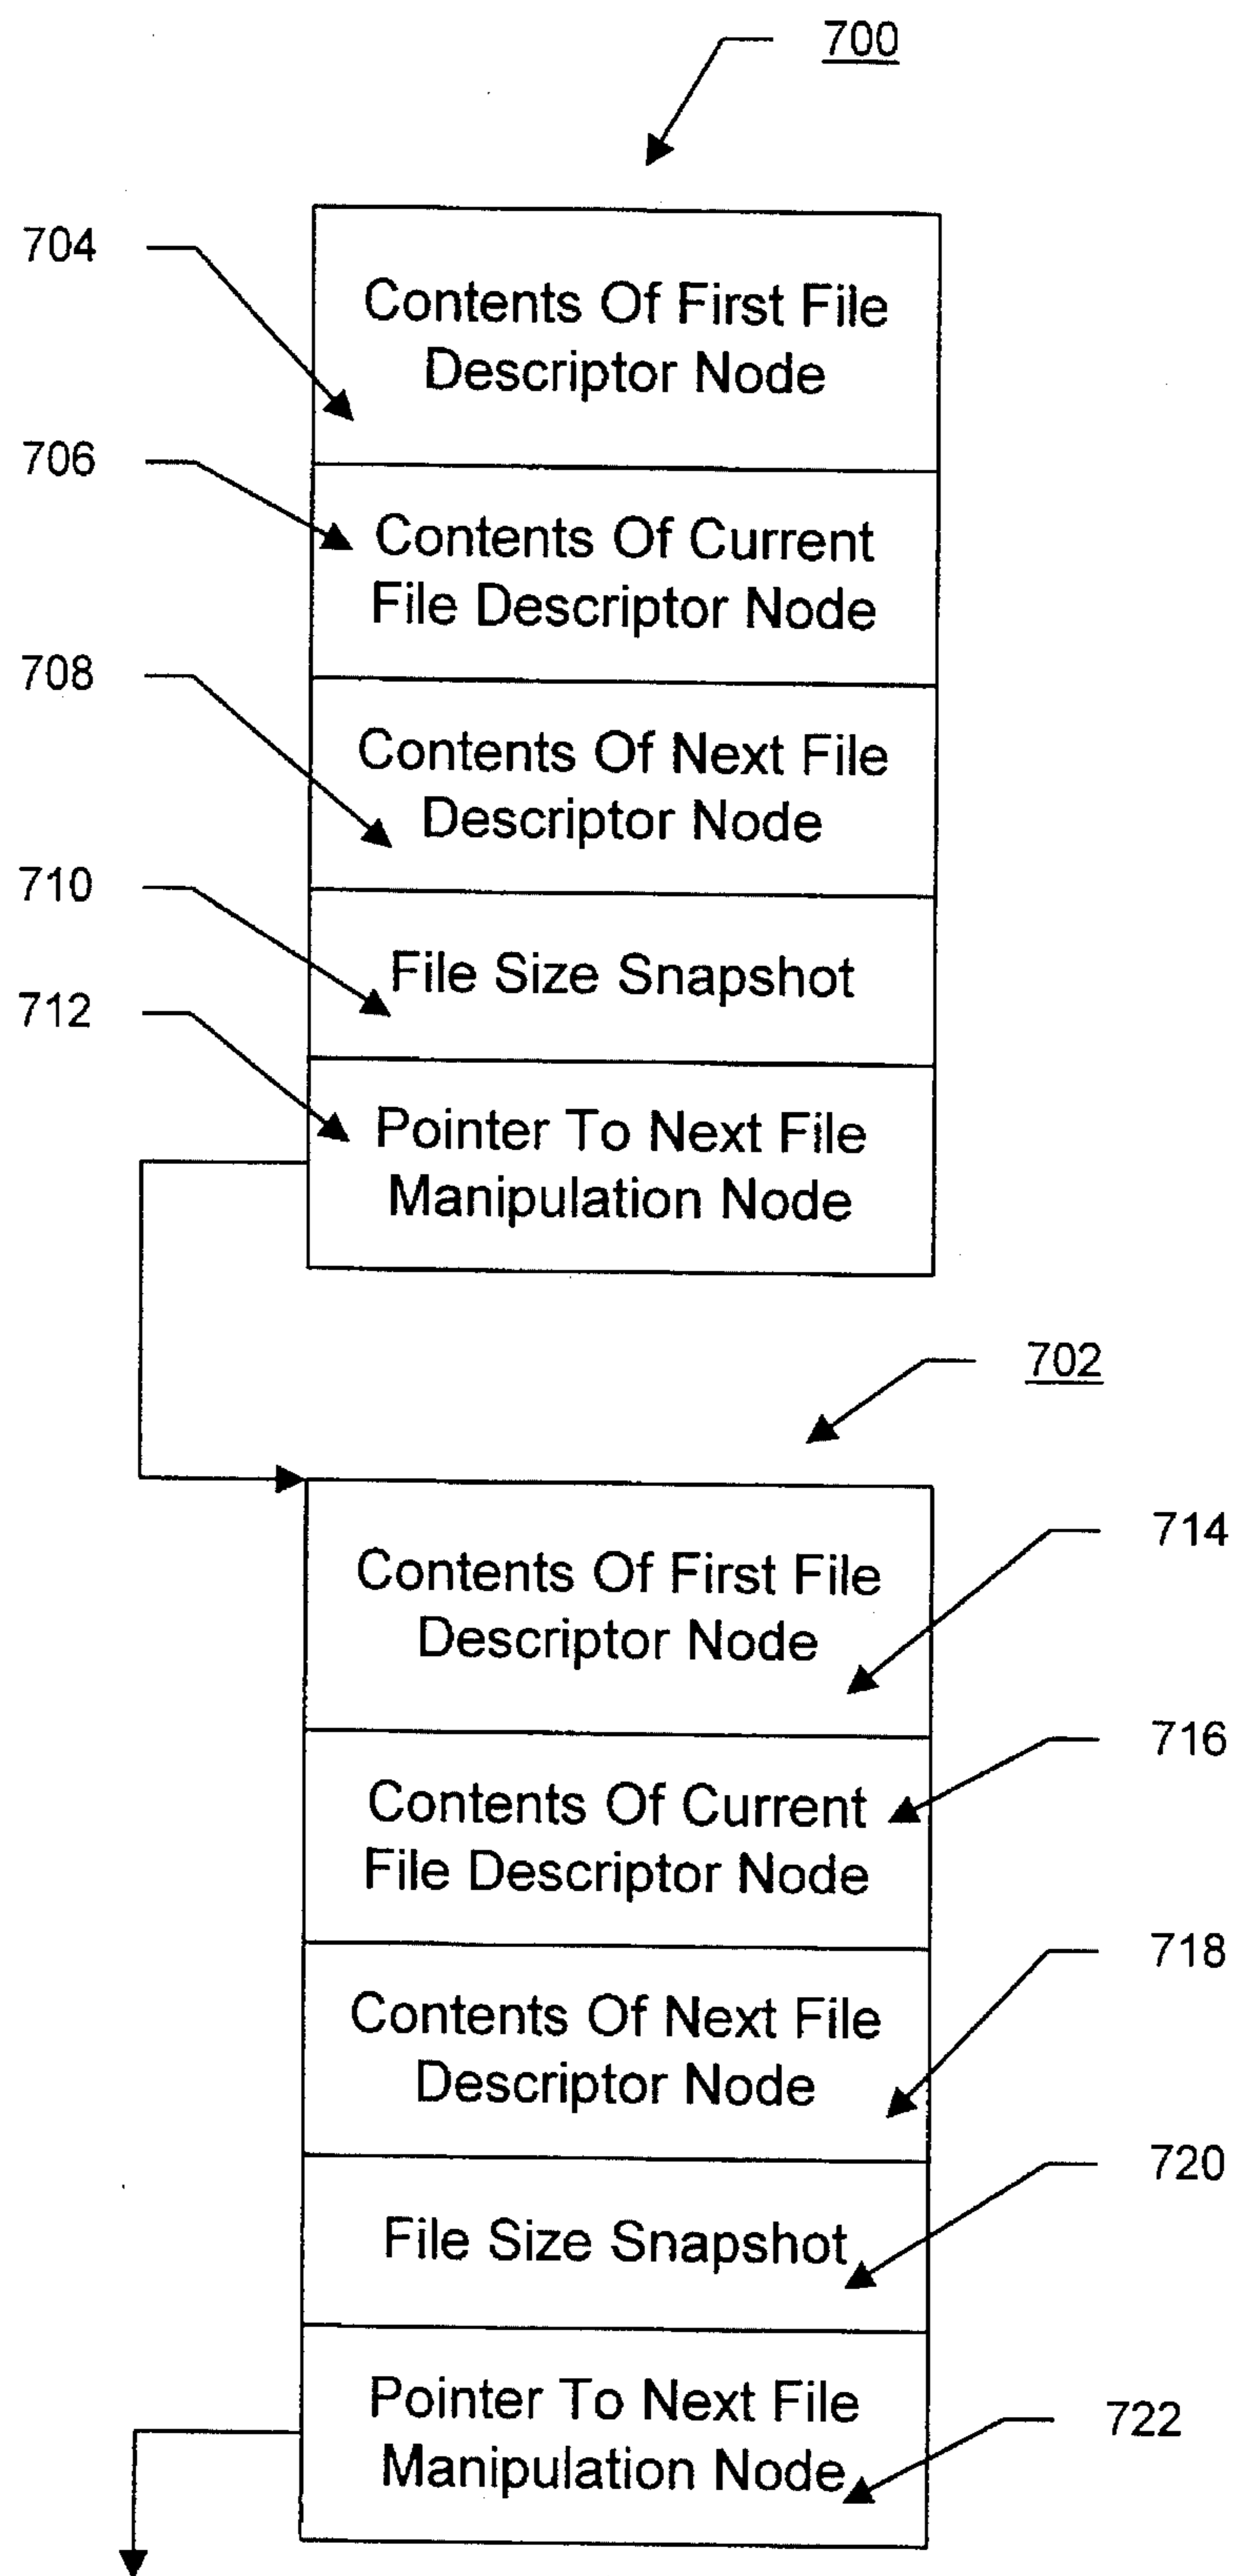 700
704
Contents Of First File
Descriptor Node
706
Contents Of Current
File Descriptor Node
708
Contents Of Next File
Descriptor Node
710
File Size Snapshot
712
Pointer To Next File
Manipulation Node
702
714
Contents Of First File
Descriptor Node
716
Contents Of Current
File Descriptor Node
718
Contents Of Next File
Descriptor Node
720
File Size Snapshot
Pointer To Next File
722
Manipulation Node